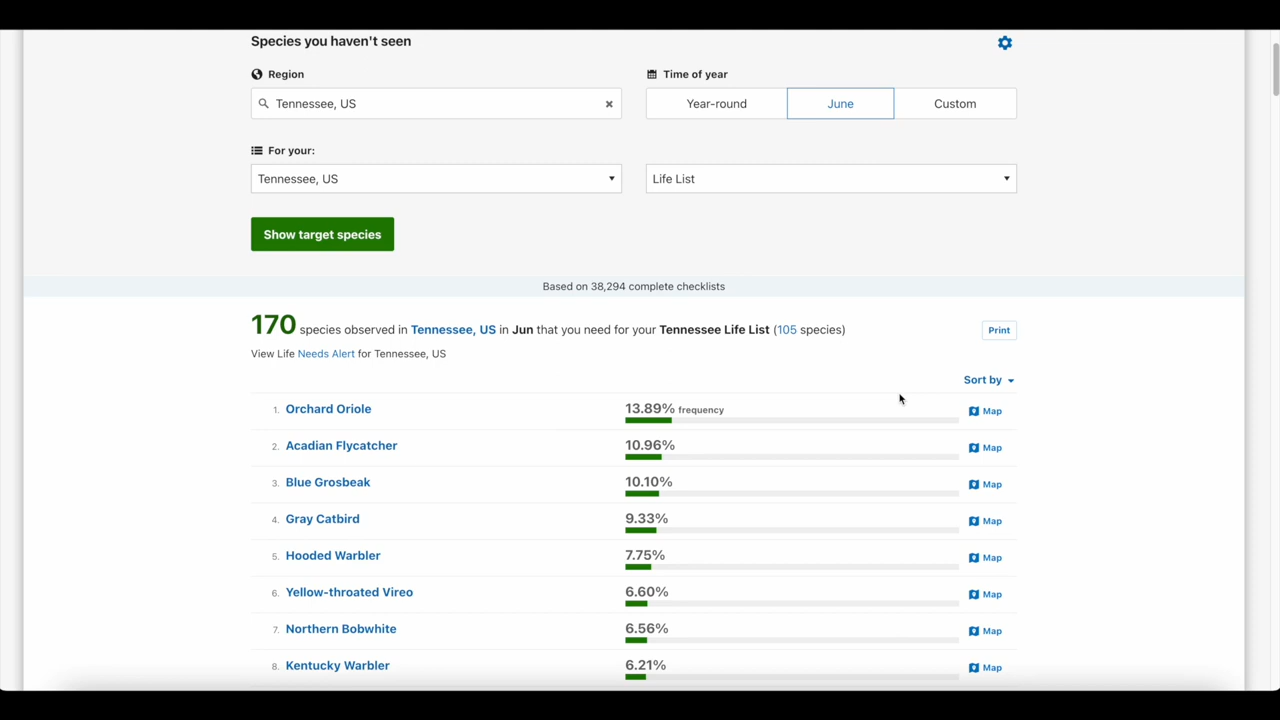 Species you haven't seen
Region
Time of year
Tennessee, US
Year-round
June
Custom
For your:
Tennessee, US
Life List
Show target species
Based on 38,294 complete checklists
170 species observed in Tennessee, US in Jun that you need for your Tennessee Life List (105 species)
Print
View Life Needs Alert for Tennessee, US
Sort by
1. Orchard Oriole 13.89% frequency Map
2. Acadian Flycatcher 10.96% Map
3. Blue Grosbeak 10.10% Map
4. Gray Catbird 9.33% Map
5. Hooded Warbler 7.75% Map
6. Yellow-throated Vireo 6.60% Map
7. Northern Bobwhite 6.56% Map
8. Kentucky Warbler 6.21% Map